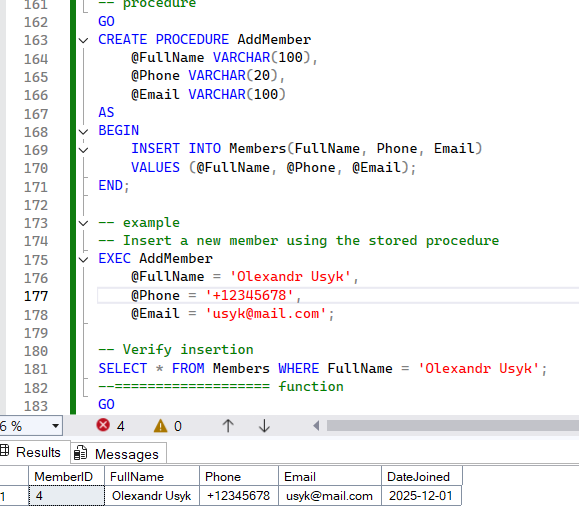 161 -- procedure
162 GO
163 CREATE PROCEDURE AddMember
164 @FullName VARCHAR(100),
165 @Phone VARCHAR(20),
166 @Email VARCHAR(100)
167 AS
168 BEGIN
169 INSERT INTO Members(FullName, Phone, Email)
170 VALUES (@FullName, @Phone, @Email);
171 END;
172
173 -- example
174 -- Insert a new member using the stored procedure
175 EXEC AddMember
176 @FullName = 'Olexandr Usyk',
177 @Phone = '+12345678',
178 @Email = 'usyk@mail.com';
179
180 -- Verify insertion
181 SELECT * FROM Members WHERE FullName = 'Olexandr Usyk';
182 --=================== function
183 GO
6 % 4 0
Results Messages
MemberID FullName Phone Email DateJoined
1 4 Olexandr Usyk +12345678 usyk@mail.com 2025-12-01